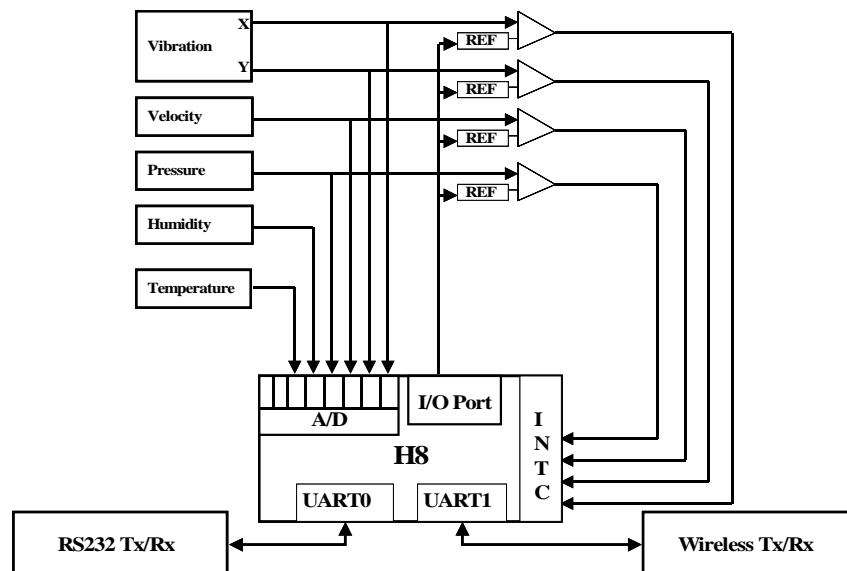 X
Vibration
Y
REF
REF
Velocity
REF
Pressure
REF
Humidity
Temperature
A/D
I/O Port
I
N
T
C
H8
UART0
UART1
RS232 Tx/Rx
Wireless Tx/Rx